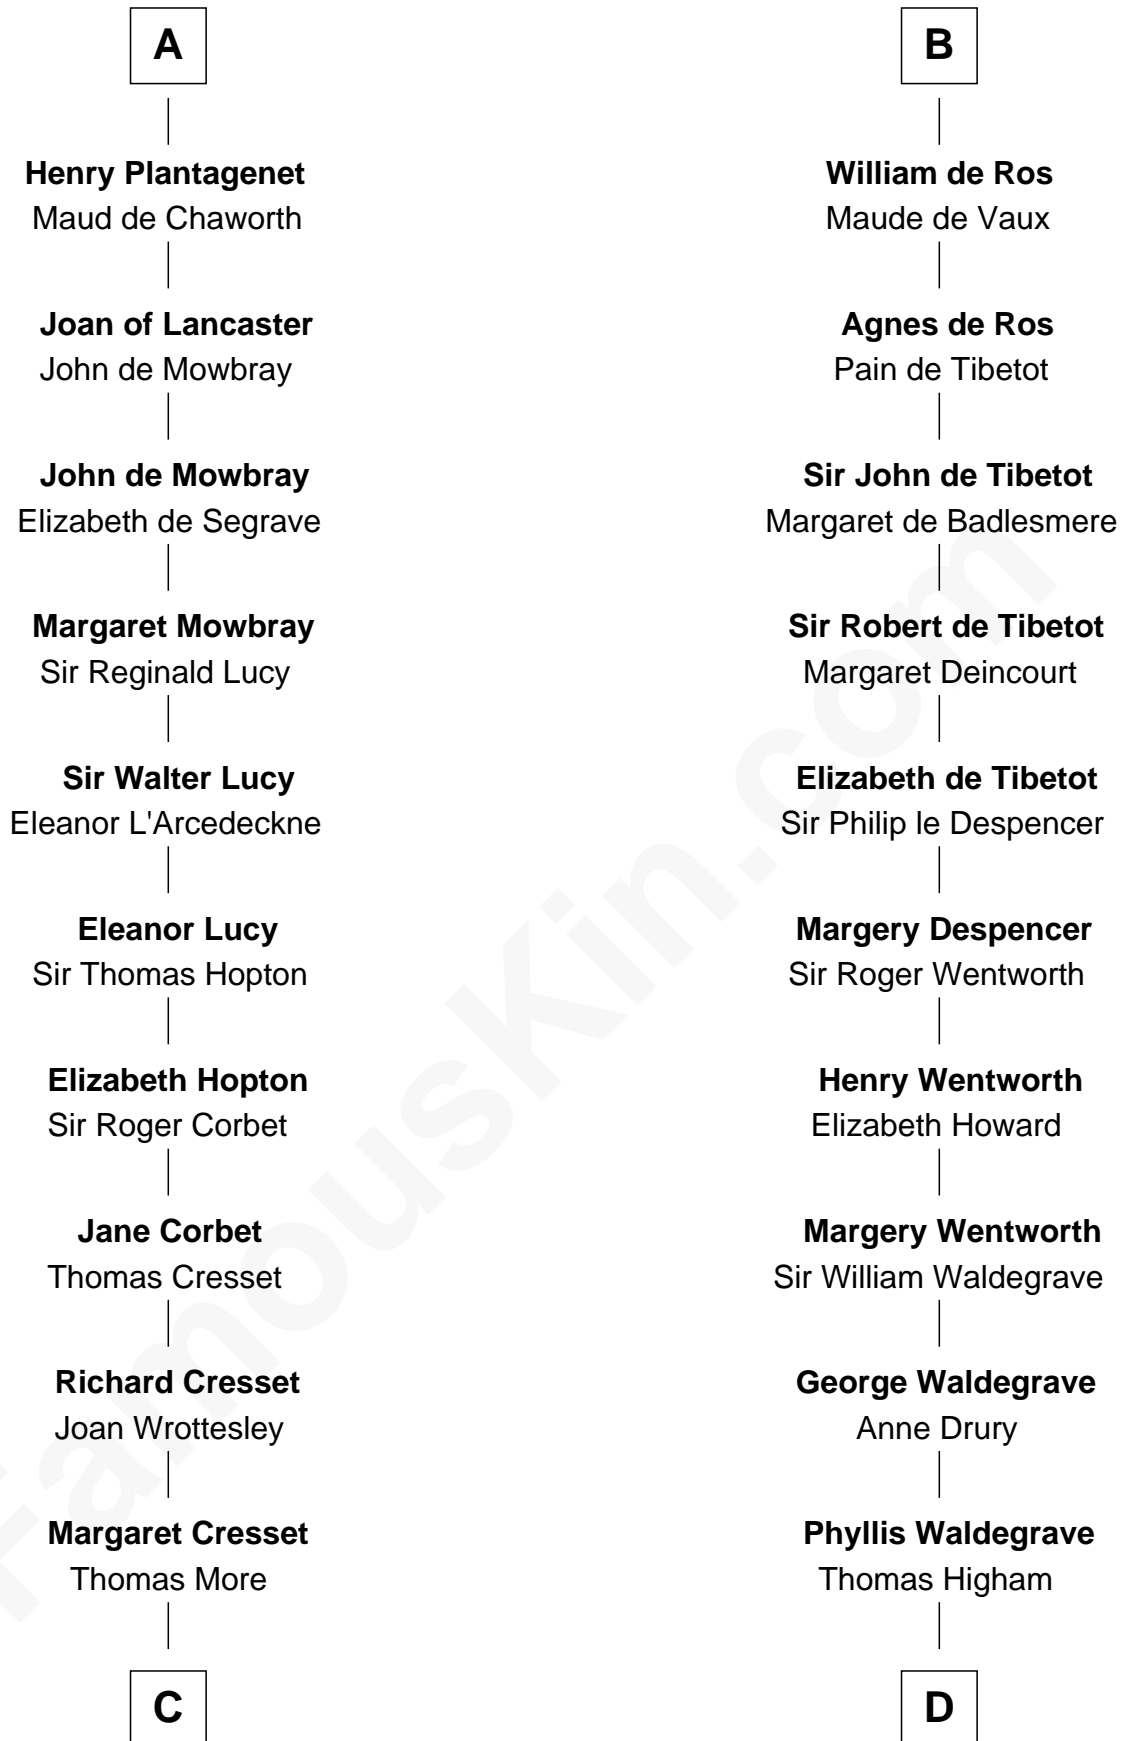 A
Henry Plantagenet
Maud de Chaworth
Joan of Lancaster
John de Mowbray
John de Mowbray
Elizabeth de Segrave
Margaret Mowbray
Sir Reginald Lucy
Sir Walter Lucy
Eleanor L'Arcedeckne
Eleanor Lucy
Sir Thomas Hopton
Elizabeth Hopton
Sir Roger Corbet
Jane Corbet
Thomas Cresset
Richard Cresset
Joan Wrottesley
Margaret Cresset
Thomas More
C
B
William de Ros
Maude de Vaux
Agnes de Ros
Pain de Tibetot
Sir John de Tibetot
Margaret de Badlesmere
Sir Robert de Tibetot
Margaret Deincourt
Elizabeth de Tibetot
Sir Philip le Despencer
Margery Despencer
Sir Roger Wentworth
Henry Wentworth
Elizabeth Howard
Margery Wentworth
Sir William Waldegrave
George Waldegrave
Anne Drury
Phyllis Waldegrave
Thomas Higham
D
FamousKin.com